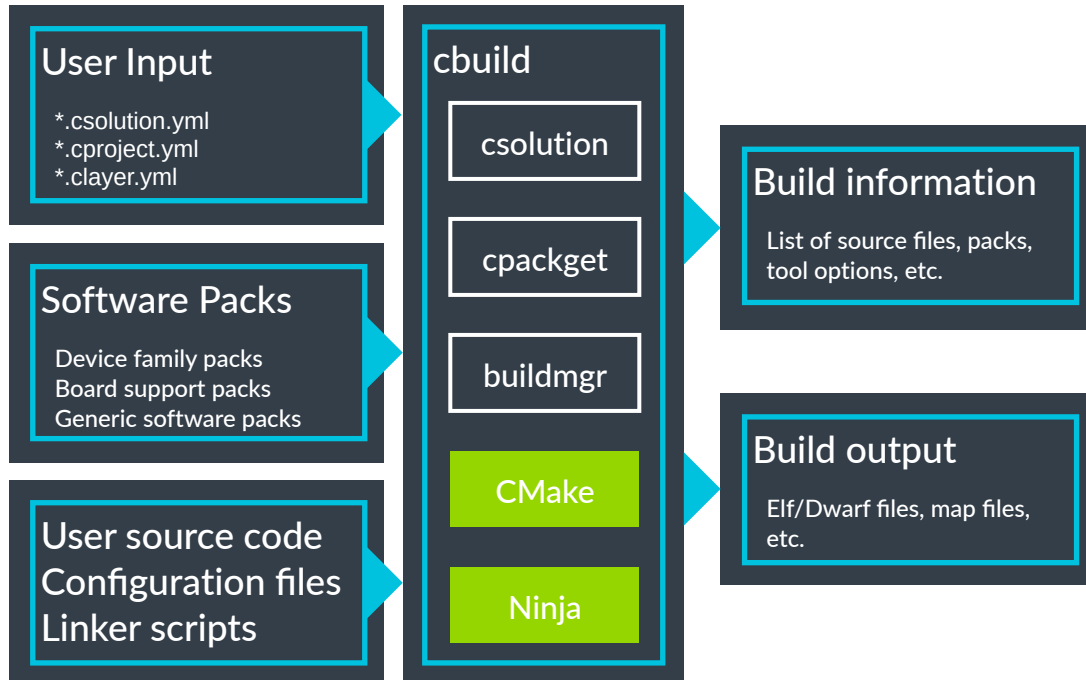 User Input
*.csolution.yml
*.cproject.yml
*.clayer.yml
Software Packs
Device family packs
Board support packs
Generic software packs
User source code
Configuration files
Linker scripts
cbuild
csolution
cpackget
buildmgr
CMake
Ninja
Build information
List of source files, packs,
tool options, etc.
Build output
Elf/Dwarf files, map files,
etc.